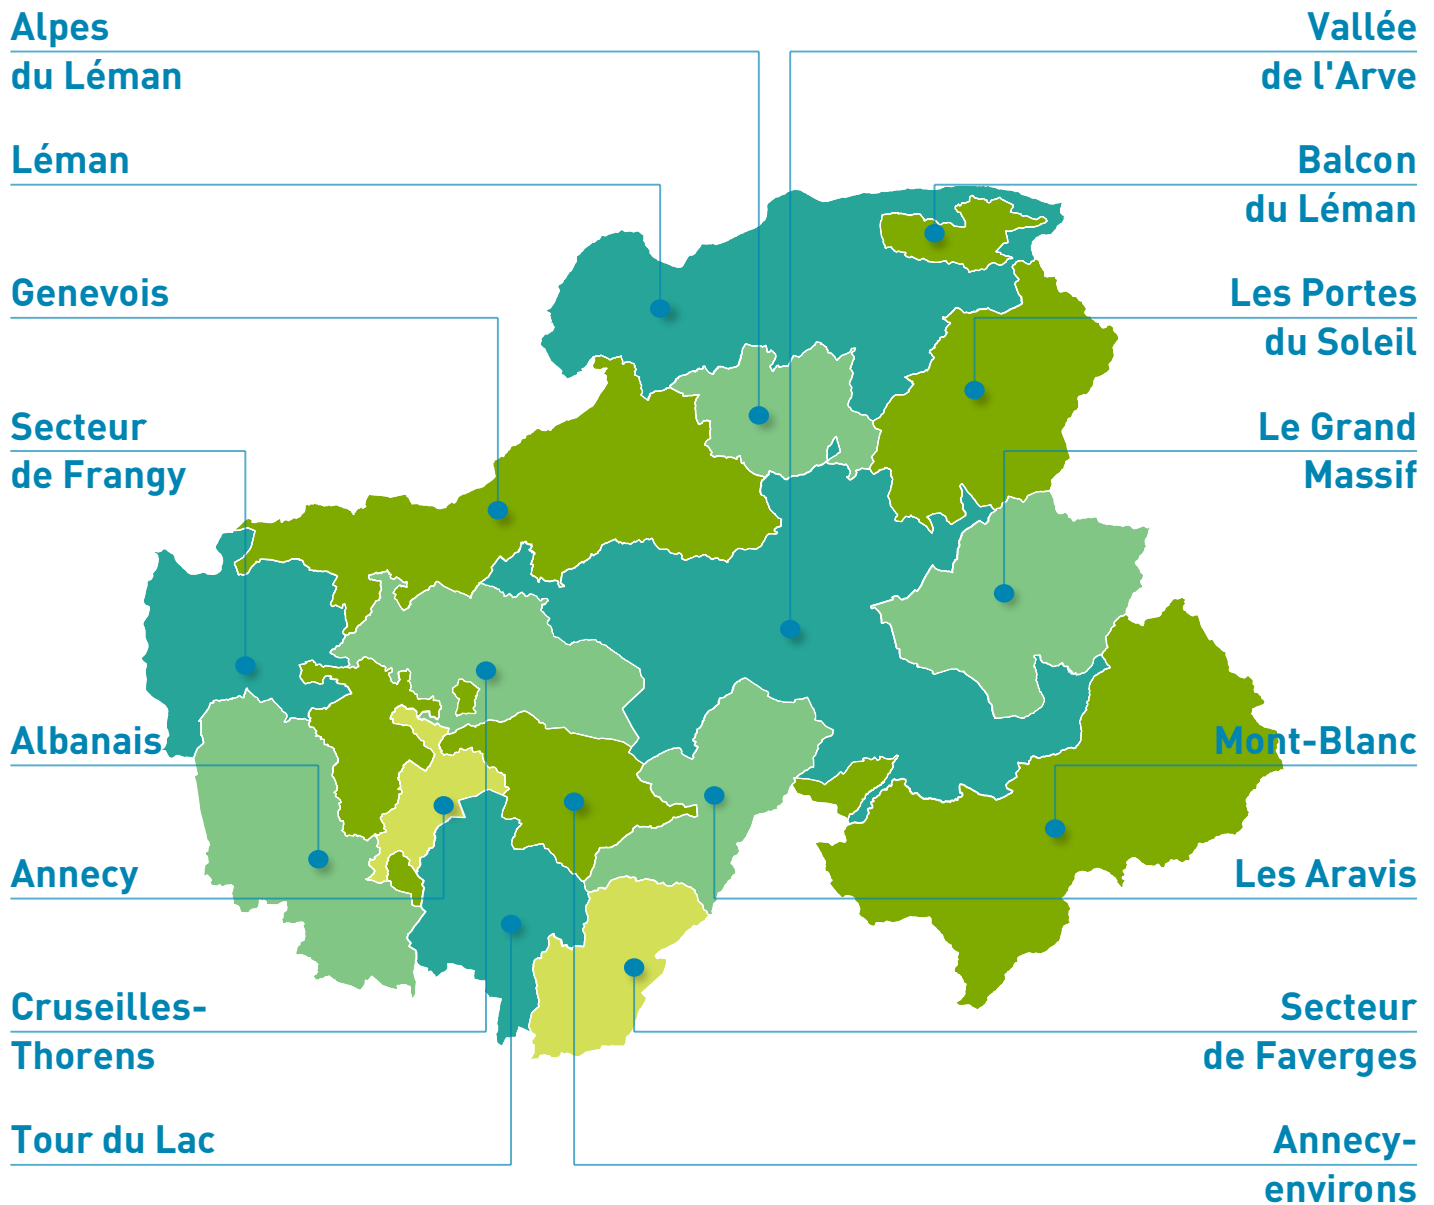 Alpes
du Léman
Léman
Genevois
Secteur
de Frangy
Albanais
Annecy
Cruseilles-
Thorens
Tour du Lac
Vallée
de l'Arve
Balcon
du Léman
Les Portes
du Soleil
Le Grand
Massif
Mont-Blanc
Les Aravis
Secteur
de Faverges
Annecy-
environs